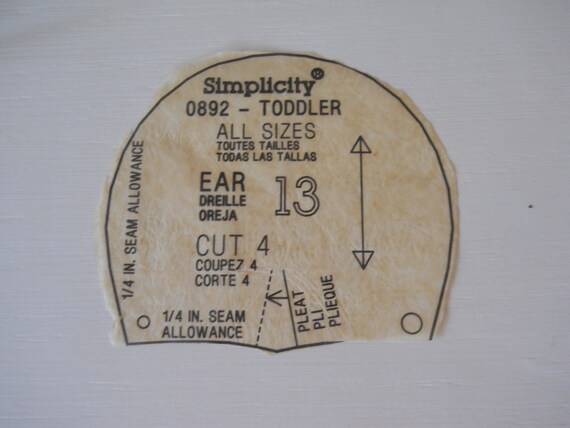 Simplicity®
0892 - TODDLER
ALL SIZES
TOUTES TAILLES
TODAS LAS TALLAS
EAR
DREILLE
OREJA
13
CUT 4
COUPEZ 4
CORTE 4
1/4 IN. SEAM ALLOWANCE
1/4 IN. SEAM
ALLOWANCE
PLEAT
PLI
PLIEQUE